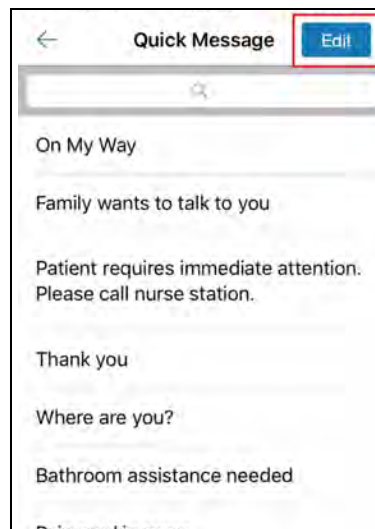 Quick Message
Edit
On My Way
Family wants to talk to you
Patient requires immediate attention.
Please call nurse station.
Thank you
Where are you?
Bathroom assistance needed